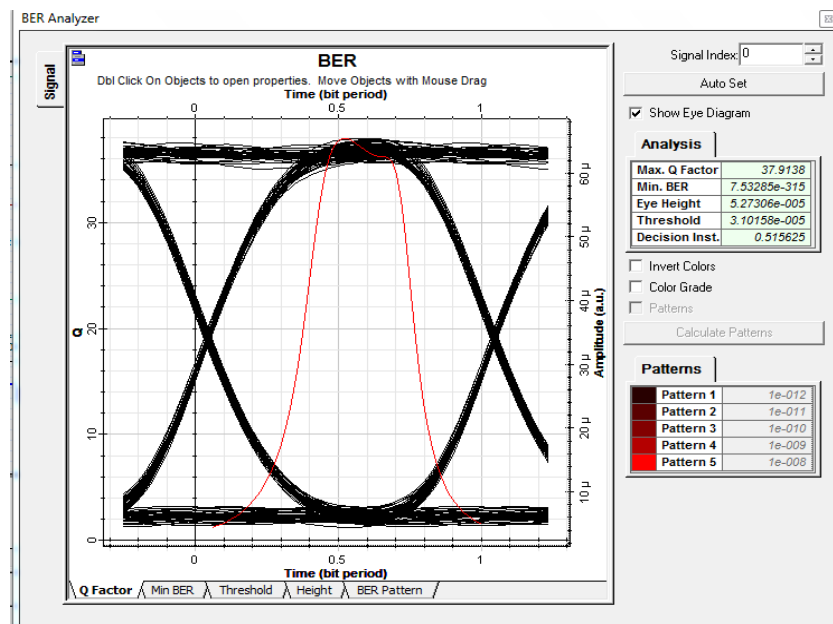 BER Analyzer
Signal
BER
Dbl Click On Objects to open properties. Move Objects with Mouse Drag
Time (bit period)
0 0.5 1
Q
30
20
10
0
Amplitude (a.u.)
60 µ
50 µ
40 µ
30 µ
20 µ
10 µ
0 0.5 1
Time (bit period)
Q Factor Min BER Threshold Height BER Pattern
Signal Index: 0
Auto Set
Show Eye Diagram
Analysis
Max. Q Factor 37.9138
Min. BER 7.53285e-315
Eye Height 5.27306e-005
Threshold 3.10158e-005
Decision Inst. 0.515625
Invert Colors
Color Grade
Patterns
Calculate Patterns
Patterns
Pattern 1 1e-012
Pattern 2 1e-011
Pattern 3 1e-010
Pattern 4 1e-009
Pattern 5 1e-008